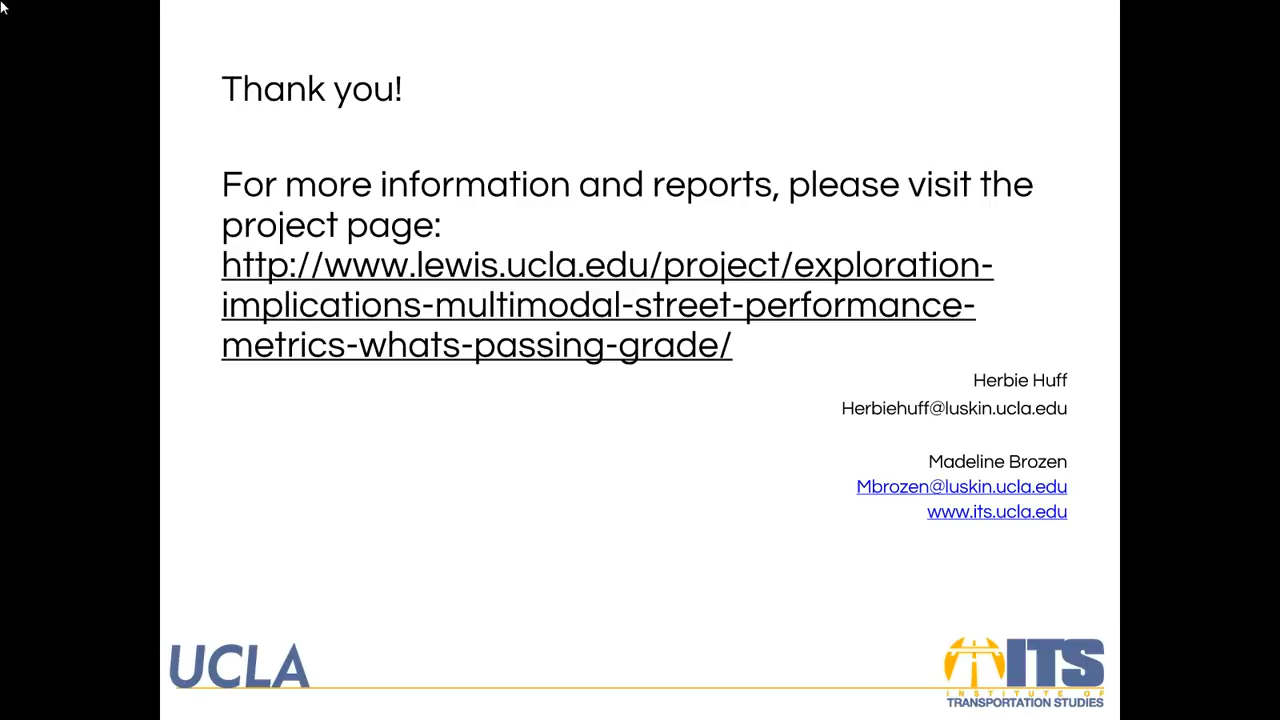 Thank you!
For more information and reports, please visit the
project page:
http://www.lewis.ucla.edu/project/exploration-
implications-multimodal-street-performance-
metrics-whats-passing-grade/
Herbie Huff
Herbiehuff@luskin.ucla.edu
Madeline Brozen
Mbrozen@luskin.ucla.edu
www.its.ucla.edu
UCLA
ITS
INSTITUTE OF
TRANSPORTATION STUDIES